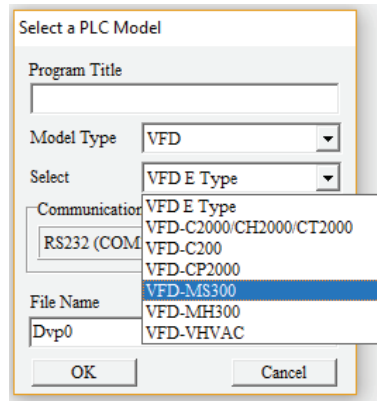 Select a PLC Model
Program Title
Model Type VFD
Select VFD E Type
Communication
VFD E Type
VFD-C2000/CH2000/CT2000
RS232 (COM
VFD-C200
VFD-CP2000
VFD-MS300
File Name
VFD-MH300
Dvp0
VFD-VHVAC
OK Cancel